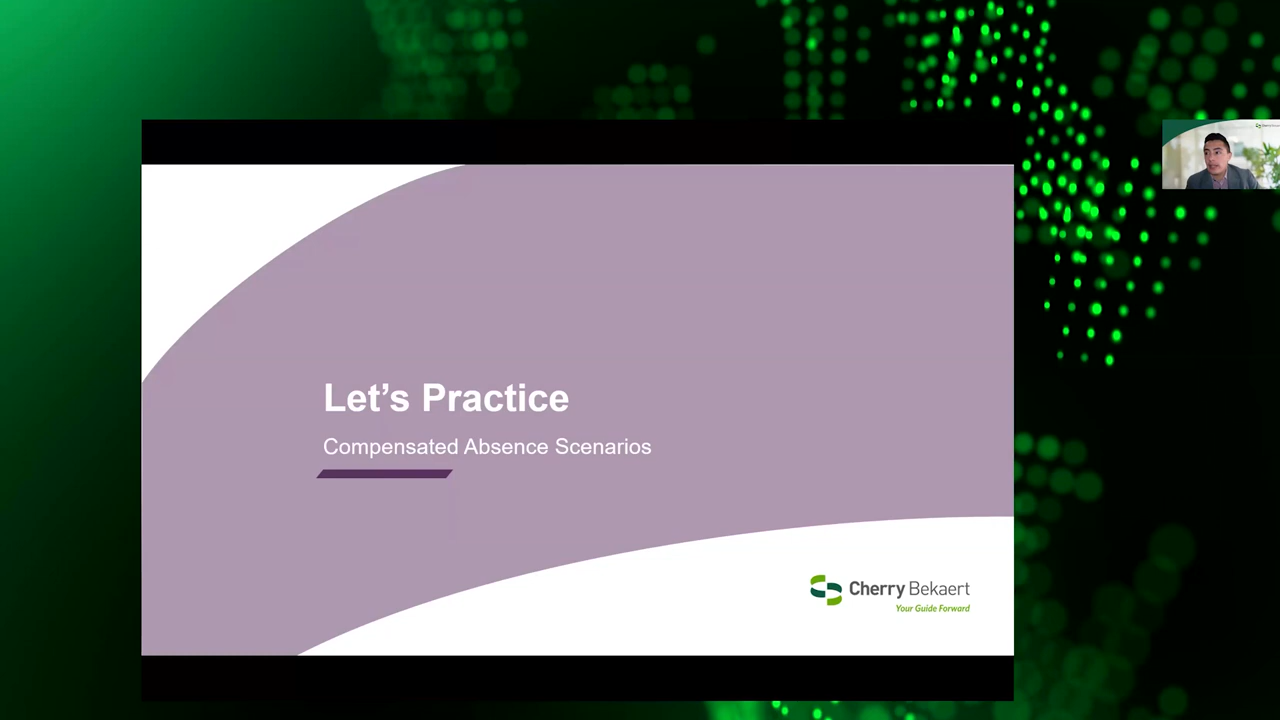 Let's Practice
Compensated Absence Scenarios
Cherry Bekaert
Your Guide Forward